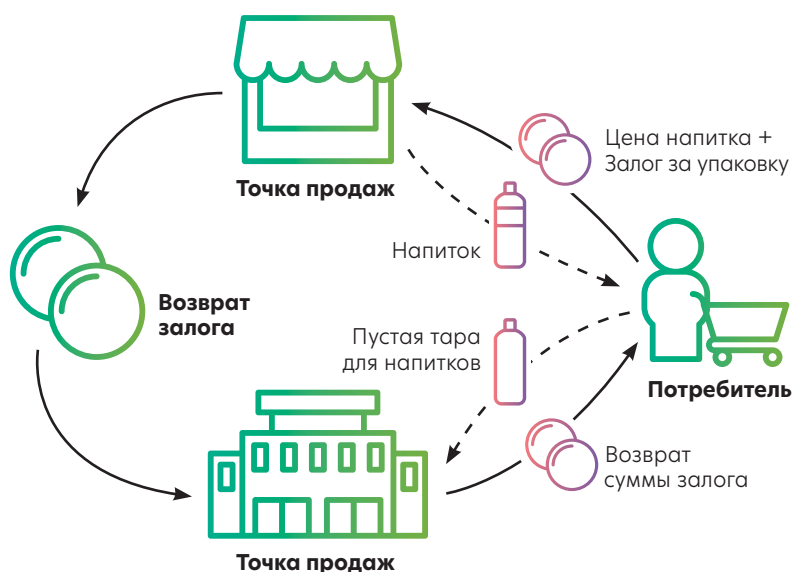 Цена напитка +
Залог за упаковку
Точка продаж
Напиток
Возврат
залога
Пустая тара
для напитков
Потребитель
Возврат
суммы залога
Точка продаж